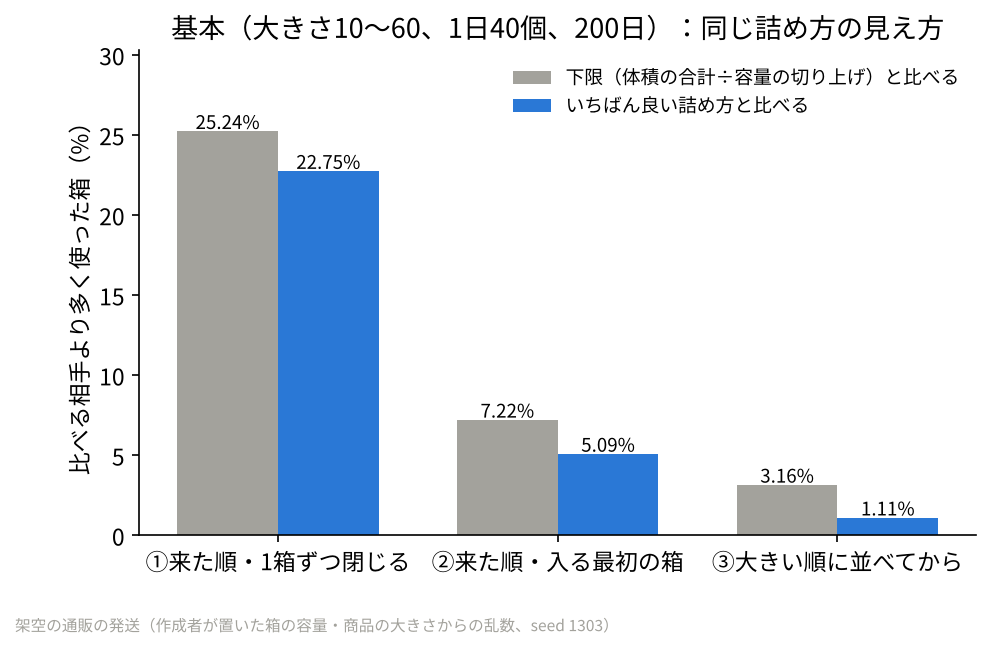 基本（大きさ10～60、1日40個、200日）：同じ詰め方の見え方
比べる相手より多く使った箱（%）
30
25
20
15
10
5
0
下限（体積の合計÷容量の切り上げ）と比べる
いちばん良い詰め方と比べる
25.24%
22.75%
7.22%
5.09%
3.16%
1.11%
①来た順・1箱ずつ閉じる
②来た順・入る最初の箱
③大きい順に並べてから
架空の通販の発送（作成者が置いた箱の容量・商品の大きさからの乱数、seed 1303）